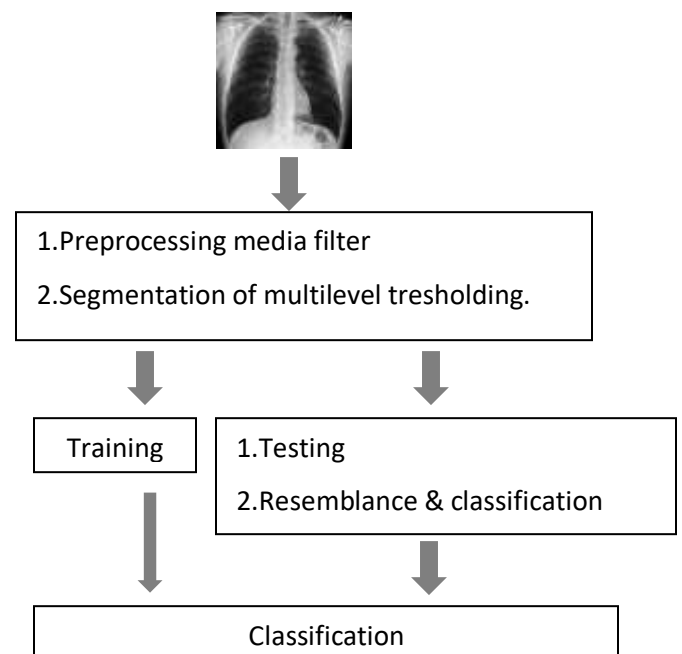 1.Preprocessing media filter
2.Segmentation of multilevel tresholding.
Training
1.Testing
2.Resemblance & classification
Classification